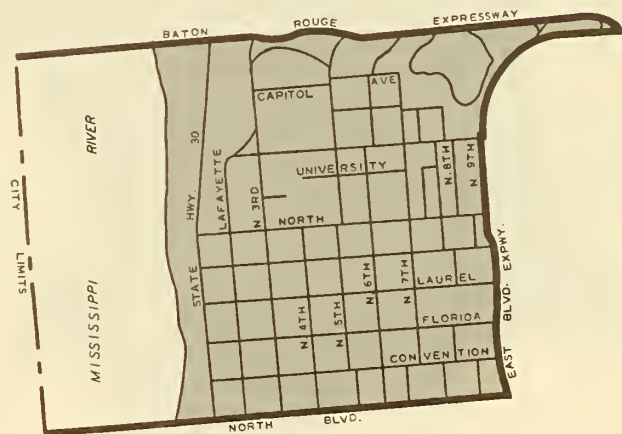 BATON ROUGE EXPRESSWAY
CITY LIMITS
MISSISSIPPI RIVER
STATE HWY. 30
LAFAYETTE
N 3RD
CAPITOL AVE
UNIVERSITY
N. 8TH
N 9TH
NORTH
N. 4TH
N. 5TH
N. 6TH
N. 7TH
LAUREL
FLORIDA
CONVENTION
EAST BLVD. EXPWY.
NORTH BLVD.